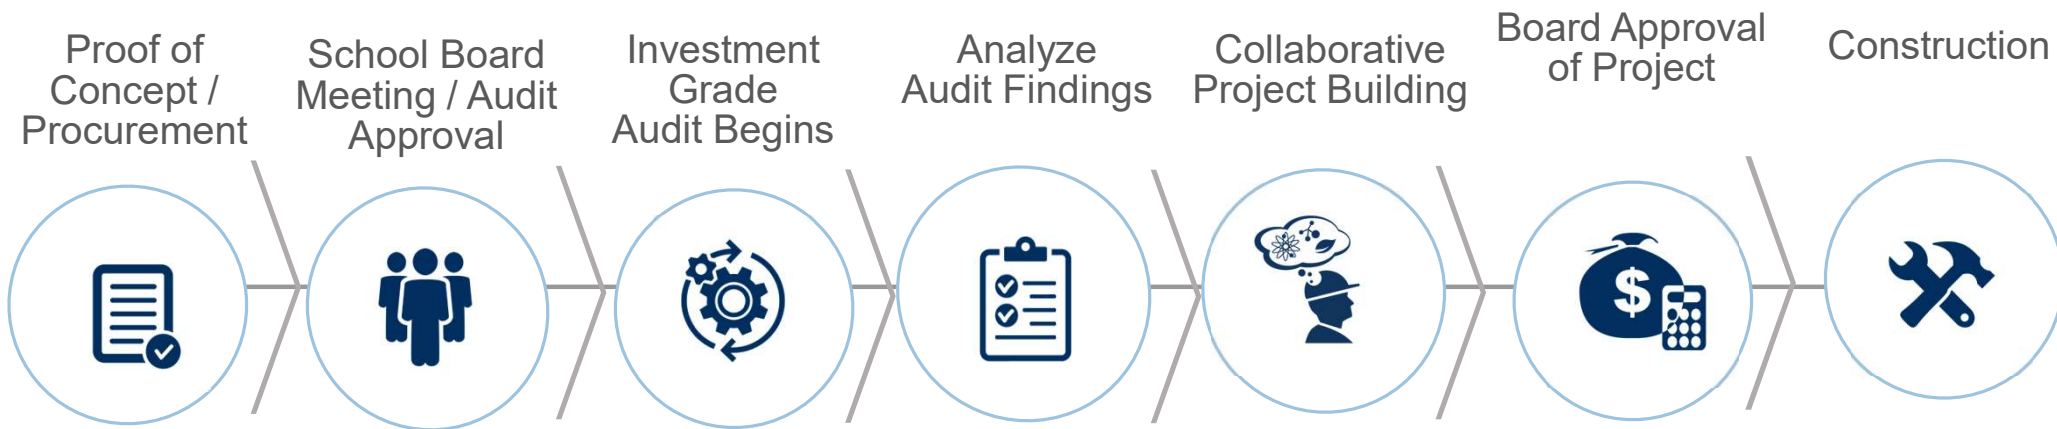 Proof of
Concept /
Procurement
School Board
Meeting / Audit
Approval
Investment
Grade
Audit Begins
Analyze
Audit Findings
Collaborative
Project Building
Board Approval
of Project
Construction
$